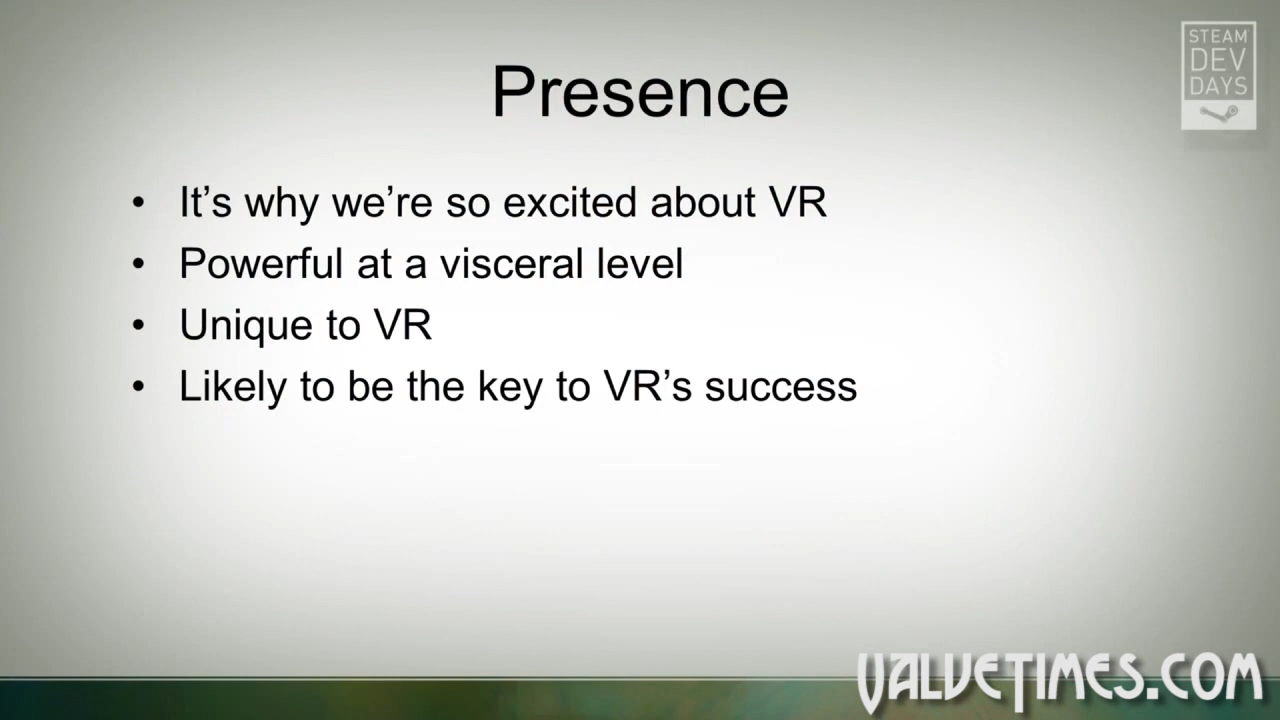 Presence
STEAM
DEV
DAYS
• It’s why we’re so excited about VR
• Powerful at a visceral level
• Unique to VR
• Likely to be the key to VR’s success
VALVETIMES.COM